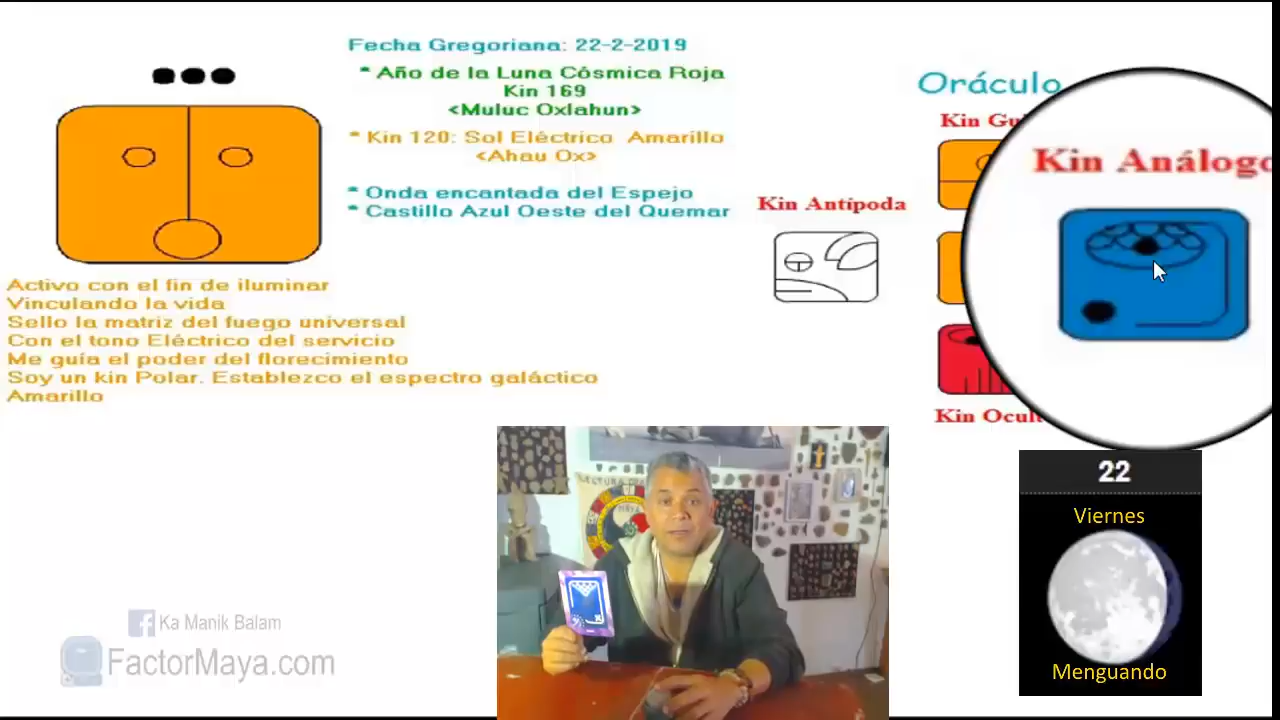 Fecha Gregoriana: 22-2-2019
* Año de la Luna Cósmica Roja
Kin 169
<Muluc Oxlahun>
* Kin 120: Sol Eléctrico Amarillo
<Ahau Ox>
* Onda encantada del Espejo
* Castillo Azul Oeste del Quemar
Activo con el fin de iluminar
Vinculando la vida
Sello la matriz del fuego universal
Con el tono Eléctrico del servicio
Me guía el poder del florecimiento
Soy un kin Polar. Establezco el espectro galáctico
Amarillo
Oráculo
Kin Gu
Kin Análogo
Kin Antípoda
Kin Ocult
22
Viernes
Menguando
Ka Manik Balam
FactorMaya.com